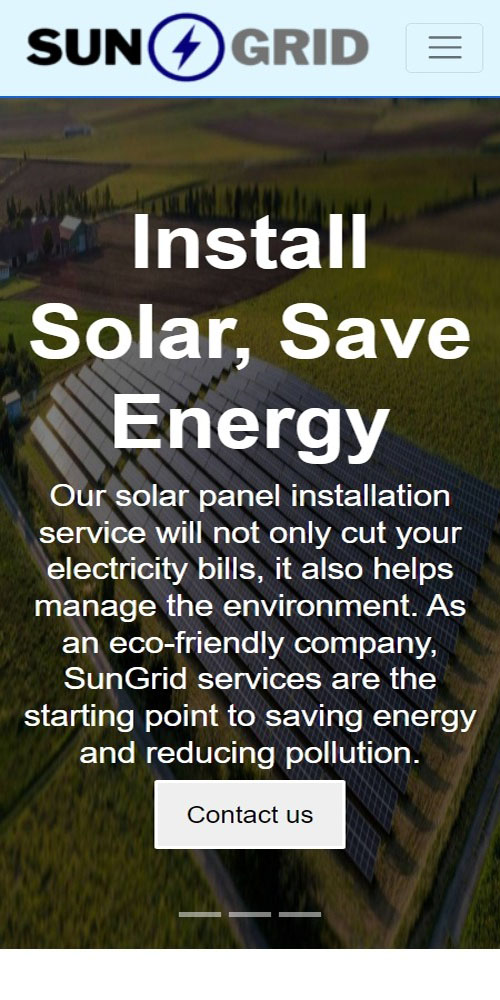 SUN GRID
Install
Solar, Save
Energy
Our solar panel installation
service will not only cut your
electricity bills, it also helps
manage the environment. As
an eco-friendly company,
SunGrid services are the
starting point to saving energy
and reducing pollution.
Contact us